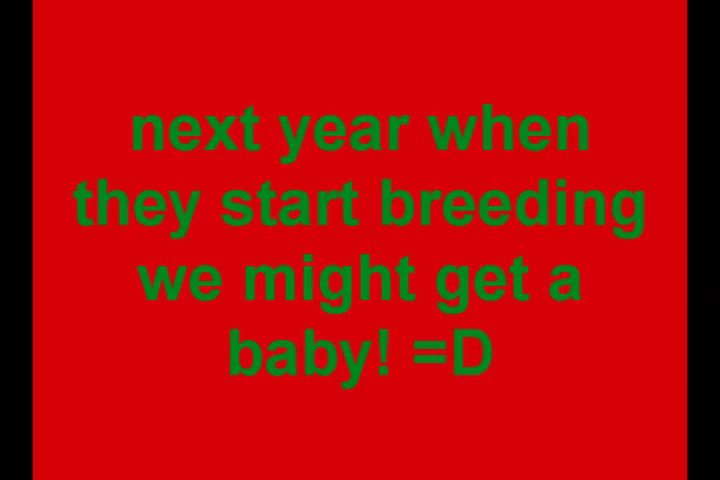 next year when
they start breeding
we might get a
baby! =D